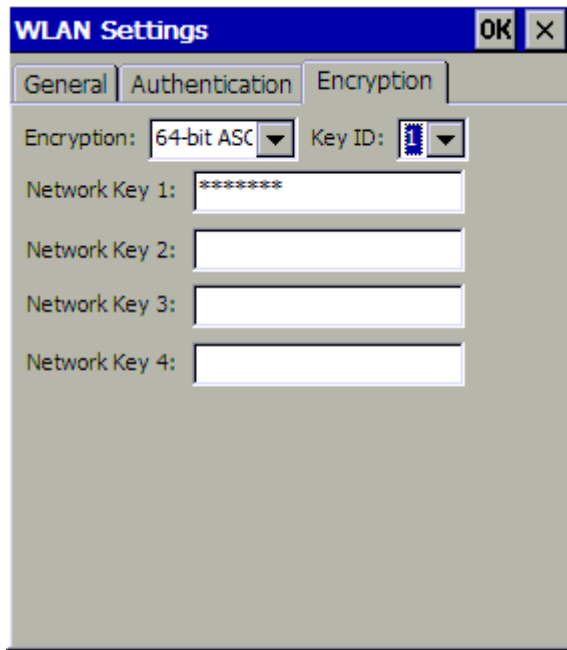 WLAN Settings OK ×
General Authentication Encryption
Encryption: 64-bit ASC Key ID: 1
Network Key 1: *******
Network Key 2:
Network Key 3:
Network Key 4: